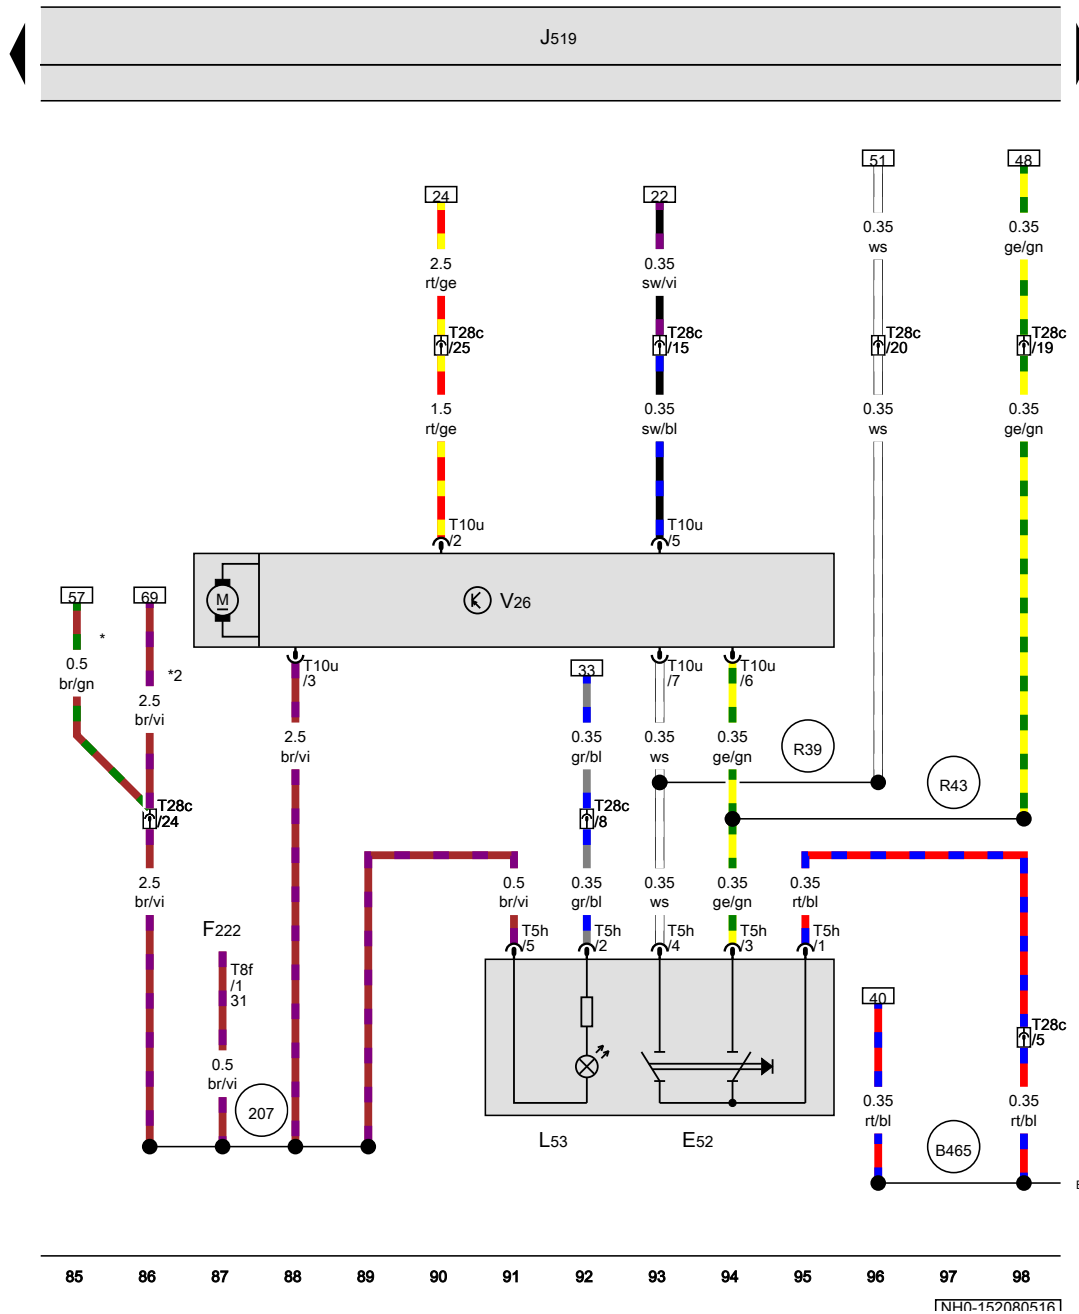 J519
51
48
24
22
0.35
ws
0.35
ge/gn
2.5
rt/ge
0.35
sw/vi
T28c
/25
T28c
/15
T28c
/20
T28c
/19
1.5
rt/ge
0.35
sw/bl
0.35
ws
0.35
ge/gn
T10u
/2
T10u
/5
M
V26
57
69
*
*2
0.5
br/gn
2.5
br/vi
T10u
/3
33
T10u
/7
T10u
/6
2.5
br/vi
0.35
gr/bl
0.35
ws
0.35
ge/gn
R39
R43
T28c
/24
T28c
/8
2.5
br/vi
0.5
br/vi
0.35
gr/bl
0.35
ws
0.35
ge/gn
0.35
rt/bl
F222
T8f
/1
31
T5h
/5
T5h
/2
T5h
/4
T5h
/3
T5h
/1
40
T28c
/5
0.5
br/vi
207
0.35
rt/bl
0.35
rt/bl
L53
E52
B465
85 86 87 88 89 90 91 92 93 94 95 96 97 98
NH0-152080516